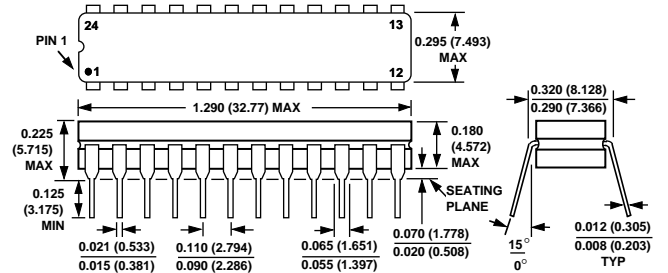 24 13
PIN 1
1 12
0.295 (7.493)
MAX
1.290 (32.77) MAX
0.225
(5.715)
MAX
0.180
(4.572)
MAX
0.125
(3.175)
MIN
SEATING
PLANE
0.021 (0.533)
0.015 (0.381)
0.110 (2.794)
0.090 (2.286)
0.065 (1.651)
0.055 (1.397)
0.070 (1.778)
0.020 (0.508)
0.320 (8.128)
0.290 (7.366)
15°
0°
0.012 (0.305)
0.008 (0.203)
TYP